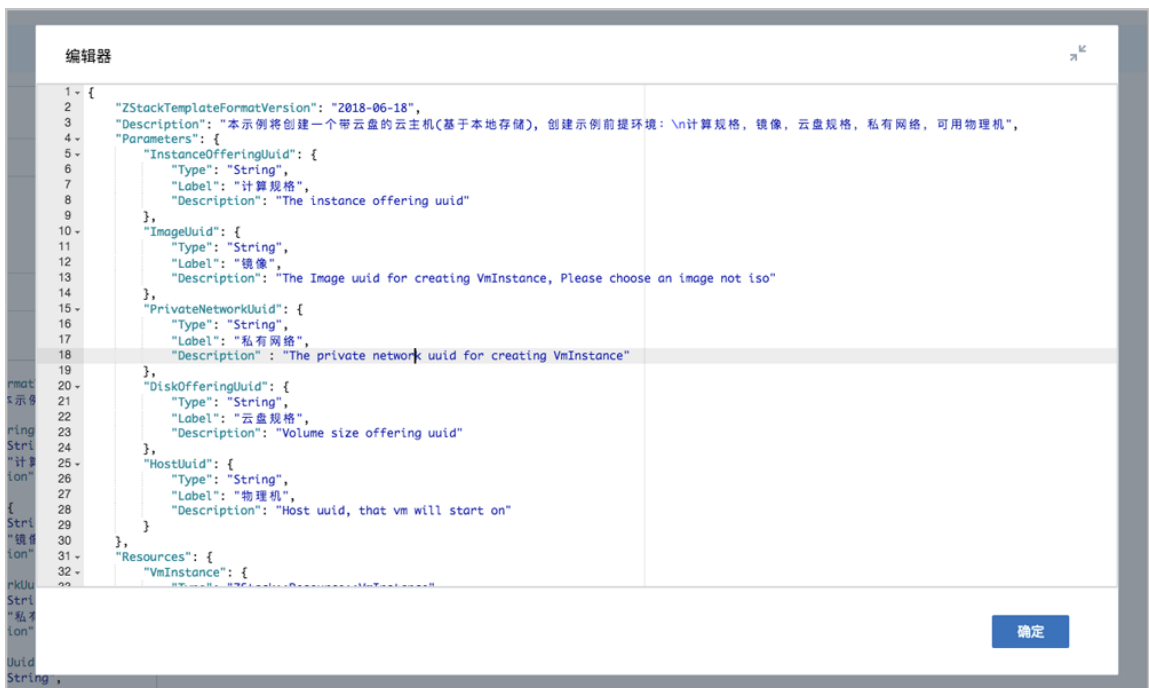 编辑器
1 {
2 "ZStackTemplateFormatVersion": "2018-06-18",
3 "Description": "本示例将创建一个带云盘的云主机(基于本地存储), 创建示例前提环境: \n计算规格, 镜像, 云盘规格, 私有网络, 可用物理机",
4 "Parameters": {
5 "InstanceOfferingUuid": {
6 "Type": "String",
7 "Label": "计算规格",
8 "Description": "The instance offering uuid"
9 },
10 "ImageUuid": {
11 "Type": "String",
12 "Label": "镜像",
13 "Description": "The Image uuid for creating VmInstance, Please choose an image not iso"
14 },
15 "PrivateNetworkUuid": {
16 "Type": "String",
17 "Label": "私有网络",
18 "Description" : "The private network uuid for creating VmInstance"
19 },
20 "DiskOfferingUuid": {
21 "Type": "String",
22 "Label": "云盘规格",
23 "Description": "Volume size offering uuid"
24 },
25 "HostUuid": {
26 "Type": "String",
27 "Label": "物理机",
28 "Description": "Host uuid, that vm will start on"
29 }
30 },
31 "Resources": {
32 "VmInstance": {
确定